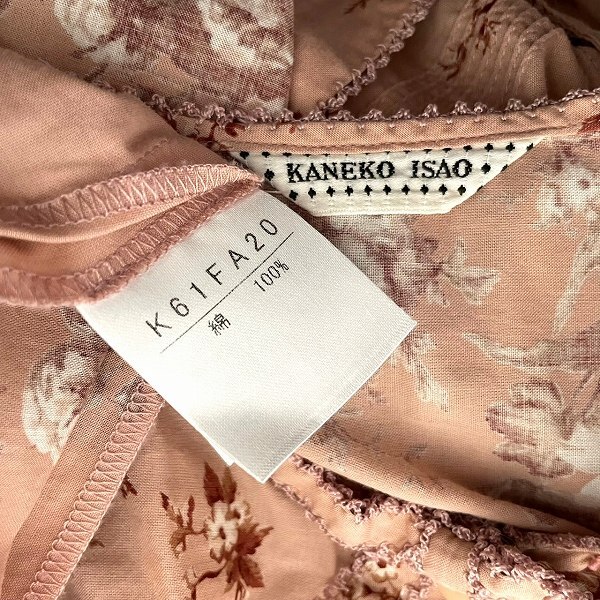 KANEKO ISAO
K61FA20
綿 100%